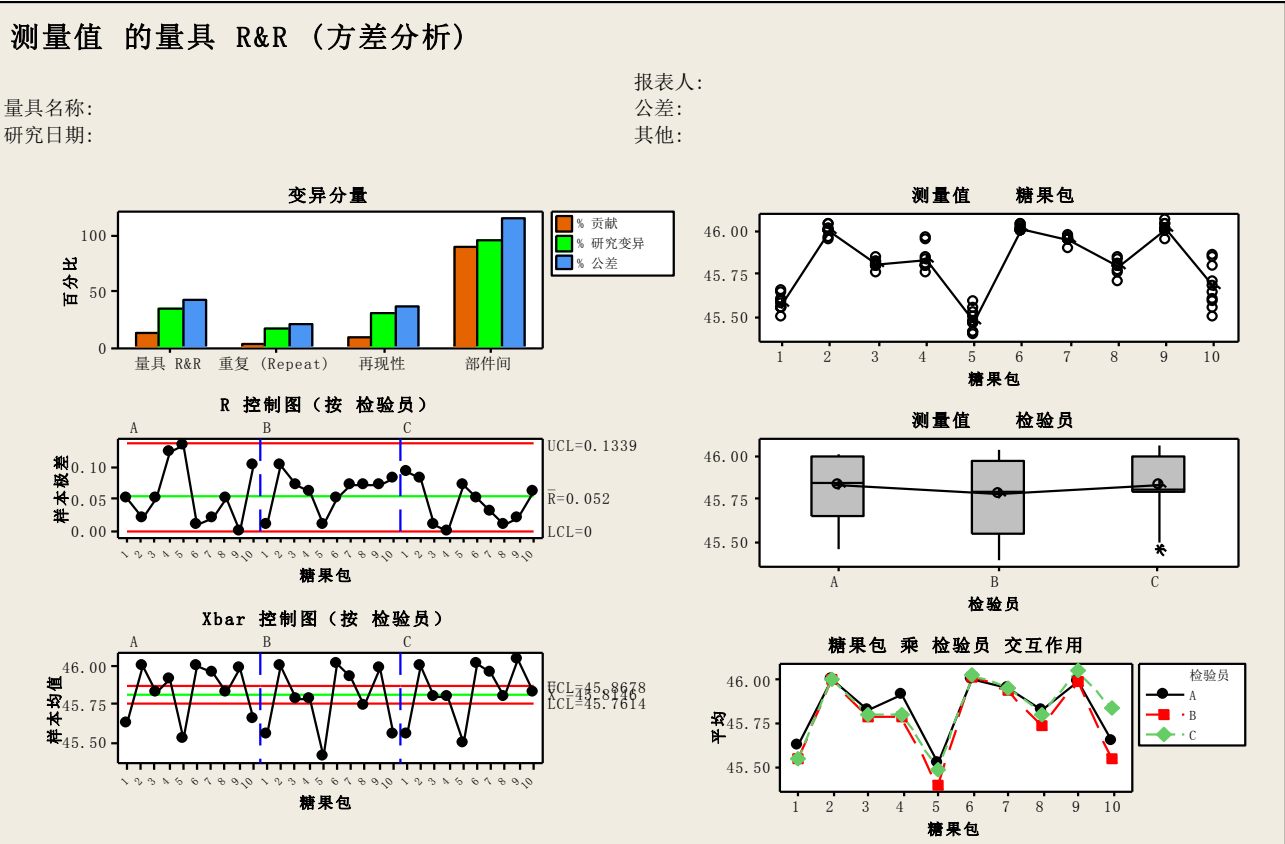 测量值 的量具 R&R (方差分析)
报表人:
量具名称:
公差:
研究日期:
其他:
变异分量
% 贡献
% 研究变异
% 公差
百分比
100
50
0
量具 R&R 重复 (Repeat) 再现性 部件间
测量值 糖果包
46.00
45.75
45.50
1 2 3 4 5 6 7 8 9 10
糖果包
R 控制图（按 检验员）
A B C
样本极差
0.10
0.05
0.00
UCL=0.1339
R̅=0.052
LCL=0
1 2 3 4 5 6 7 8 9 10 1 2 3 4 5 6 7 8 9 10 1 2 3 4 5 6 7 8 9 10
糖果包
测量值 检验员
46.00
45.75
45.50
A B C
检验员
Xbar 控制图（按 检验员）
A B C
样本均值
46.00
45.75
45.50
UCL=45.8678
X̿=45.8146
LCL=45.7614
1 2 3 4 5 6 7 8 9 10 1 2 3 4 5 6 7 8 9 10 1 2 3 4 5 6 7 8 9 10
糖果包
糖果包 乘 检验员 交互作用
平均
46.00
45.75
45.50
1 2 3 4 5 6 7 8 9 10
糖果包
检验员
A
B
C